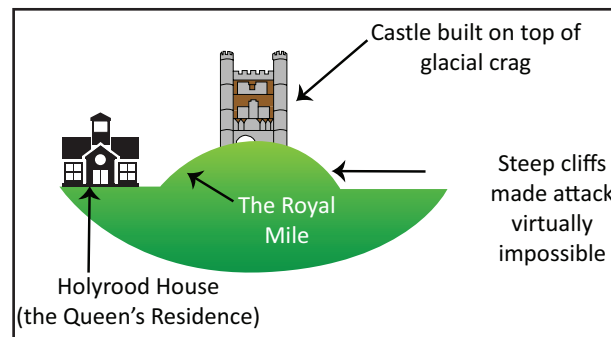 Castle built on top of
glacial crag
Steep cliffs
made attack
virtually
impossible
The Royal
Mile
Holyrood House
(the Queen's Residence)